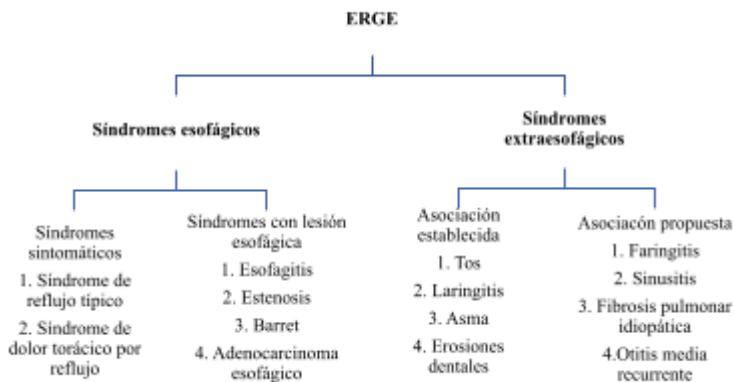 ERGE
Síndromes esofágicos
Síndromes
extraesofágicos
Síndromes
sintomáticos
1. Síndrome de
reflujo típico
2. Síndrome de
dolor torácico por
reflujo
Síndromes con lesión
esofágica
1. Esofagitis
2. Estenosis
3. Barret
4. Adenocarcinoma
esofágico
Asociación
establecida
1. Tos
2. Laringitis
3. Asma
4. Erosiones
dentales
Asociacón propuesta
1. Faringitis
2. Sinusitis
3. Fibrosis pulmonar
idiopática
4.Otitis media
recurrente